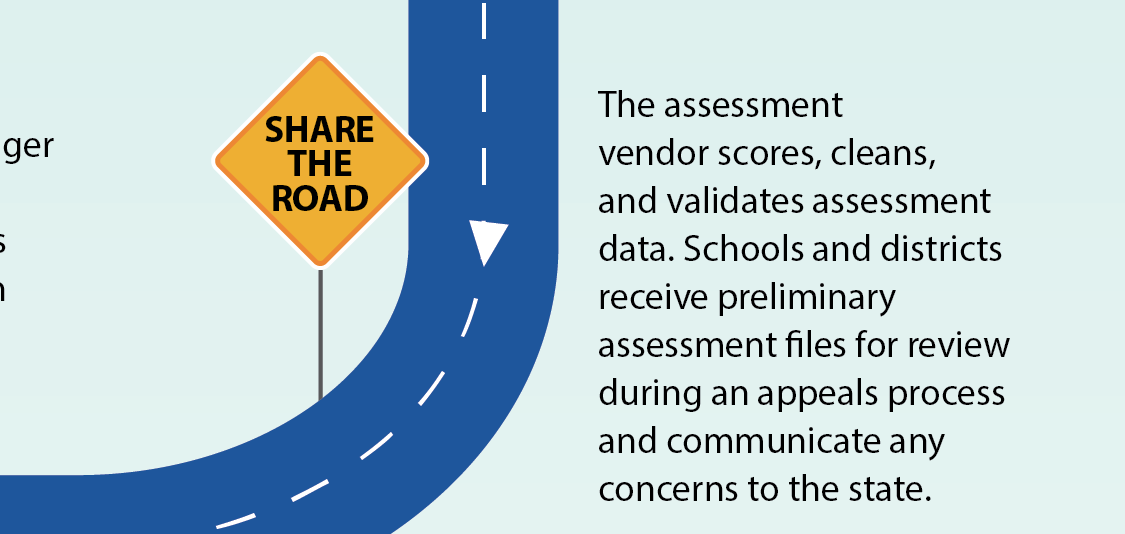 ger
s
n
SHARE
THE
ROAD
The assessment
vendor scores, cleans,
and validates assessment
data. Schools and districts
receive preliminary
assessment files for review
during an appeals process
and communicate any
concerns to the state.